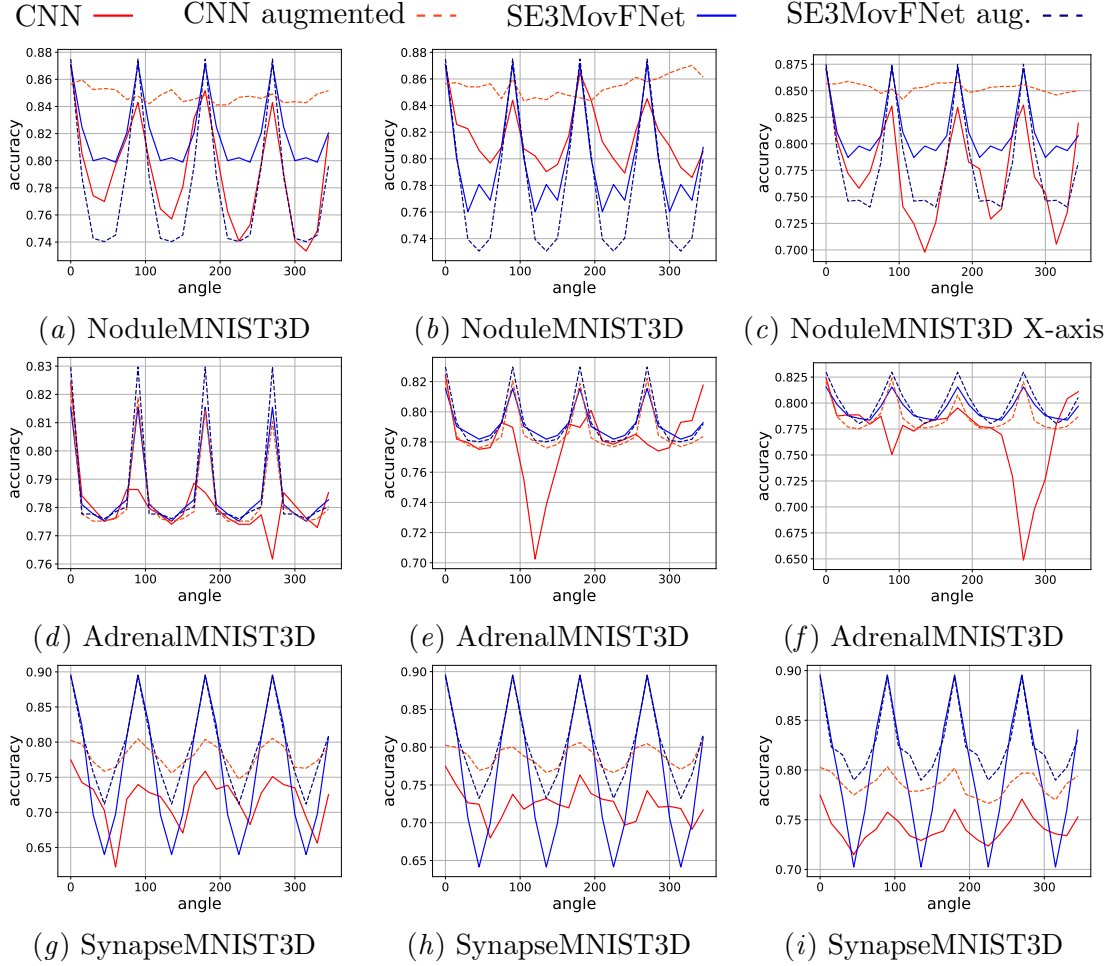 CNN CNN augmented SE3MovFNet SE3MovFNet aug.
0.88
0.86
0.84
0.82
0.80
0.78
0.76
0.74
accuracy
0 100 200 300
angle
(a) NoduleMNIST3D
0.88
0.86
0.84
0.82
0.80
0.78
0.76
0.74
accuracy
0 100 200 300
angle
(b) NoduleMNIST3D
0.875
0.850
0.825
0.800
0.775
0.750
0.725
0.700
accuracy
0 100 200 300
angle
(c) NoduleMNIST3D X-axis
0.83
0.82
0.81
0.80
0.79
0.78
0.77
0.76
accuracy
0 100 200 300
angle
(d) AdrenalMNIST3D
0.82
0.80
0.78
0.76
0.74
0.72
0.70
accuracy
0 100 200 300
angle
(e) AdrenalMNIST3D
0.825
0.800
0.775
0.750
0.725
0.700
0.675
0.650
accuracy
0 100 200 300
angle
(f) AdrenalMNIST3D
0.90
0.85
0.80
0.75
0.70
0.65
accuracy
0 100 200 300
angle
(g) SynapseMNIST3D
0.90
0.85
0.80
0.75
0.70
0.65
accuracy
0 100 200 300
angle
(h) SynapseMNIST3D
0.90
0.85
0.80
0.75
0.70
accuracy
0 100 200 300
angle
(i) SynapseMNIST3D